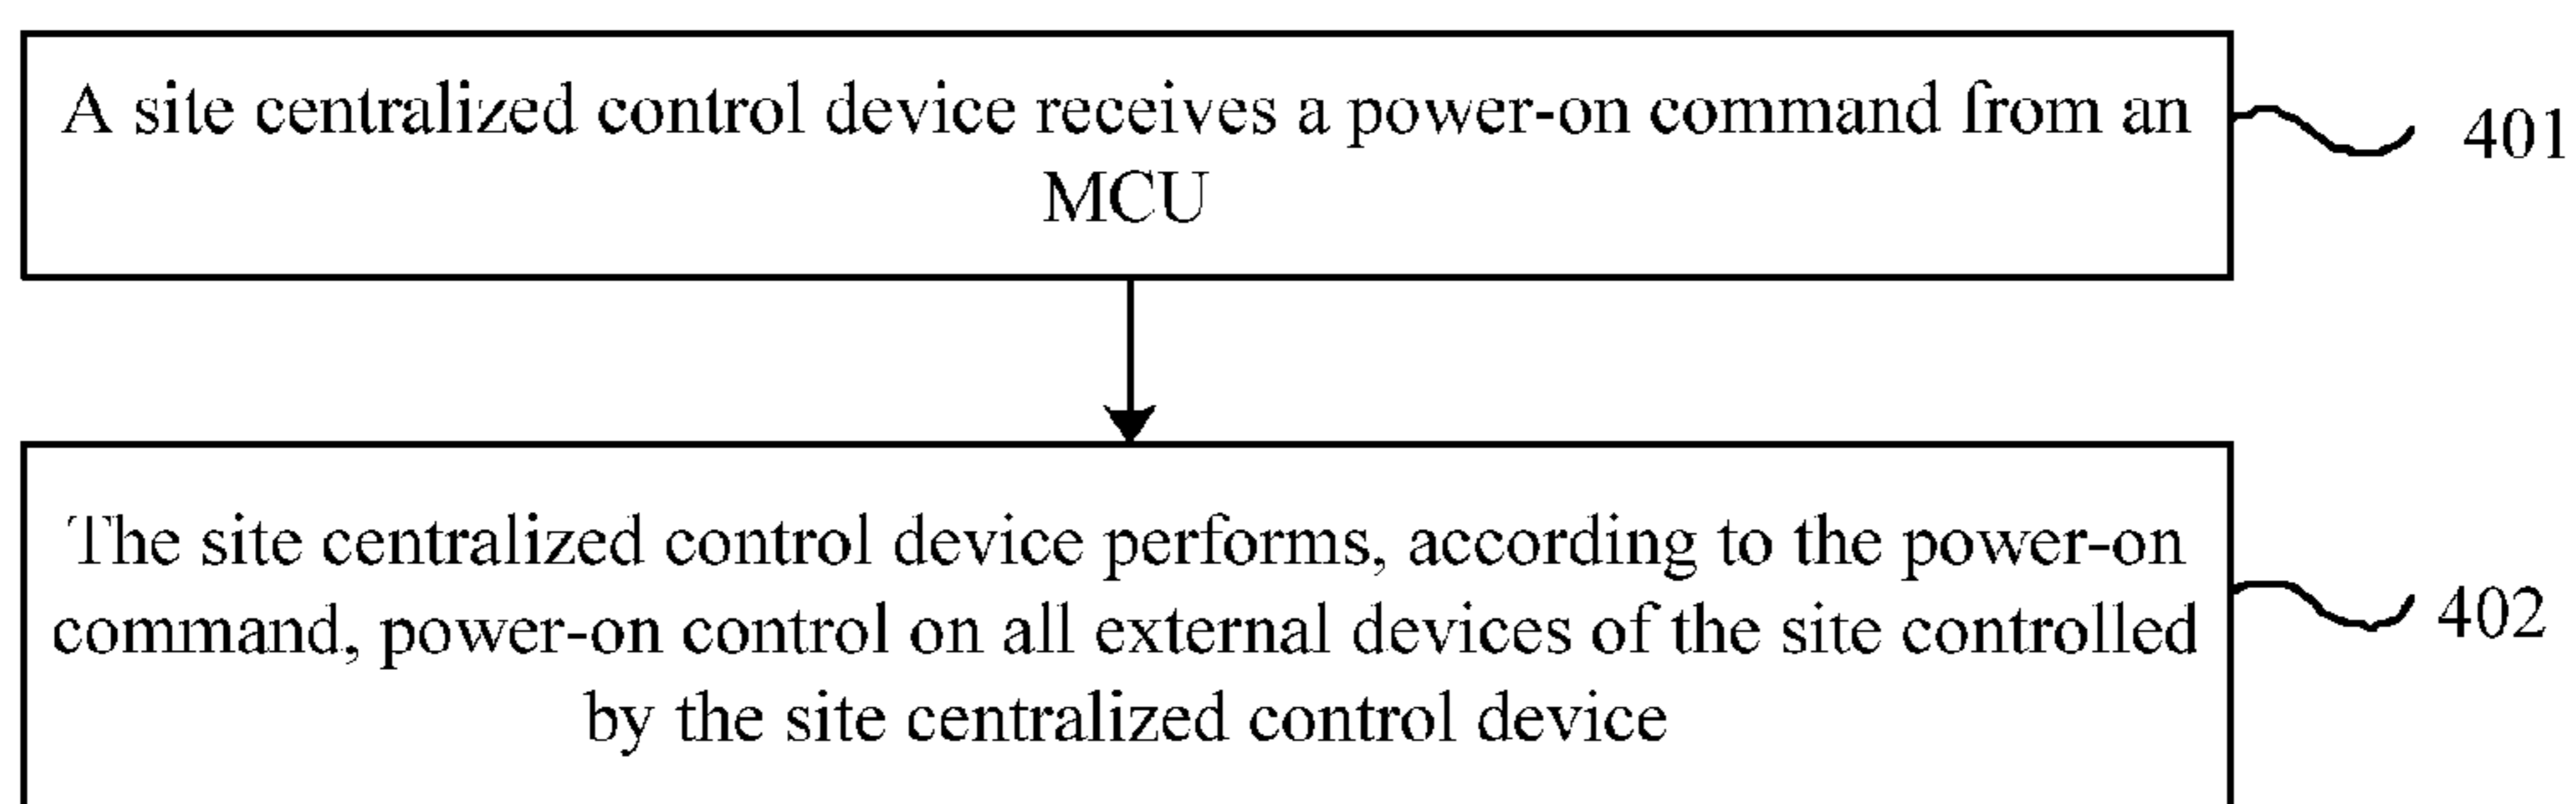 A site centralized control device receives a power-on command from an
MCU
401
The site centralized control device performs, according to the power-on
command, power-on control on all external devices of the site controlled
by the site centralized control device
402